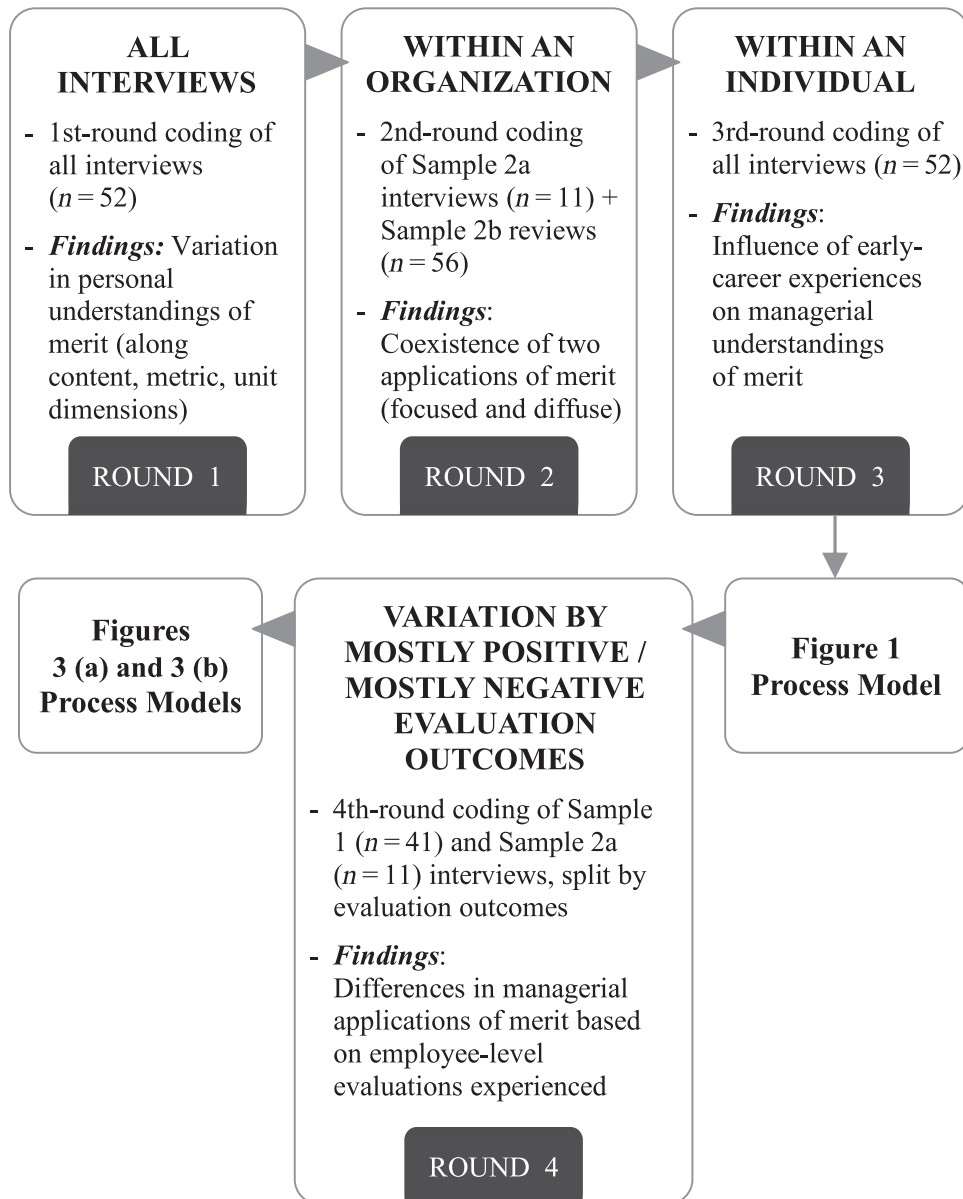 ALL
INTERVIEWS
- 1st-round coding of
all interviews
(n = 52)
- Findings: Variation
in personal
understandings of
merit (along
content, metric, unit
dimensions)
ROUND 1
WITHIN AN
ORGANIZATION
- 2nd-round coding
of Sample 2a
interviews (n = 11) +
Sample 2b reviews
(n = 56)
- Findings:
Coexistence of two
applications of merit
(focused and diffuse)
ROUND 2
WITHIN AN
INDIVIDUAL
- 3rd-round coding of
all interviews (n = 52)
- Findings:
Influence of early-
career experiences
on managerial
understandings
of merit
ROUND 3
Figure 1
Process Model
VARIATION BY
MOSTLY POSITIVE /
MOSTLY NEGATIVE
EVALUATION
OUTCOMES
- 4th-round coding of Sample
1 (n = 41) and Sample 2a
(n = 11) interviews, split by
evaluation outcomes
- Findings:
Differences in managerial
applications of merit based
on employee-level
evaluations experienced
ROUND 4
Figures
3 (a) and 3 (b)
Process Models